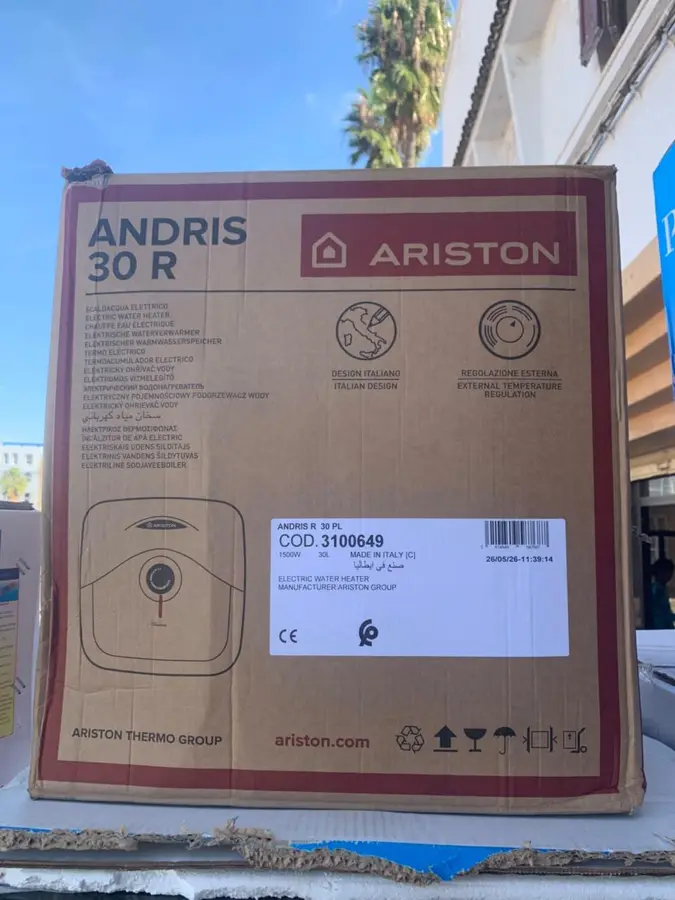 ANDRIS
30 R
ARISTON
SCALDACQUA ELETTRICO
ELECTRIC WATER HEATER
CHAUFFE EAU ÉLECTRIQUE
ELEKTRISCHE WATERVERWARMER
ELEKTRISCHER WARMWASSERSPEICHER
TERMO ELÉCTRICO
TERMOACUMULADOR ELECTRICO
ELEKTRICKÝ OHŘÍVAČ VODY
ELEKTROMOS VÍZMELEGÍTŐ
ЭЛЕКТРИЧЕСКИЙ ВОДОНАГРЕВАТЕЛЬ
ELEKTRYCZNY POJEMNOŚCIOWY PODGRZEWACZ WODY
ELEKTRICKÝ OHRIEVAČ VODY
سخان مياه كهربائي
ΗΛΕΚΤΡΙΚΟΣ ΘΕΡΜΟΣΙΦΩΝΑΣ
ÎNCĂLZITOR DE APĂ ELECTRIC
ELEKTRISKAIS ŪDENS SILDĪTĀJS
ELEKTRINIS VANDENS ŠILDYTUVAS
ELEKTRILINE SOOJAVEEBOILER
DESIGN ITALIANO
ITALIAN DESIGN
REGOLAZIONE ESTERNA
EXTERNAL TEMPERATURE
REGULATION
ARISTON
ANDRIS R 30 PL
COD. 3100649
1500W 30L MADE IN ITALY [C]
صنع في ايطاليا
26/05/26-11:39:14
ELECTRIC WATER HEATER
MANUFACTURER:ARISTON GROUP
CE
ARISTON THERMO GROUP
ariston.com